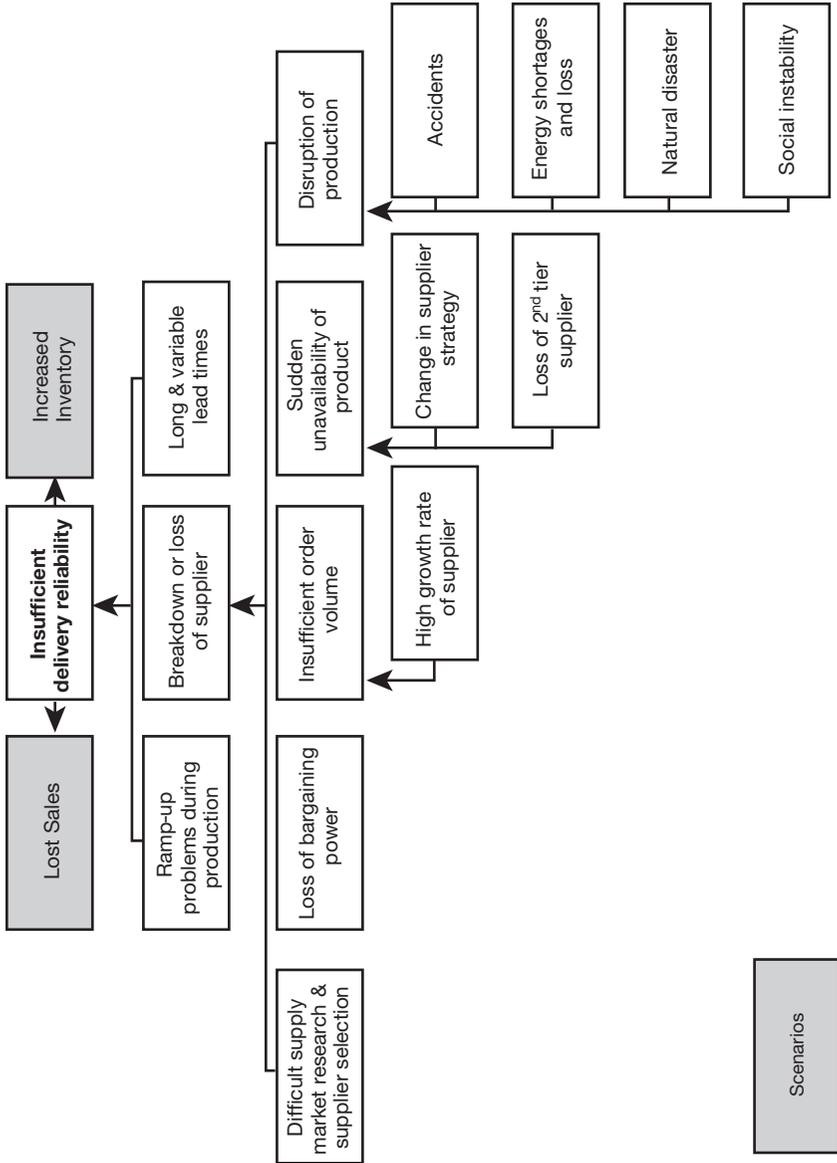 Lost Sales
Insufficient
delivery reliability
Increased
Inventory
Ramp-up
problems during
production
Breakdown or loss
of supplier
Long & variable
lead times
Difficult supply
market research &
supplier selection
Loss of bargaining
power
Insufficient order
volume
Sudden
unavailability of
product
Disruption of
production
High growth rate
of supplier
Change in supplier
strategy
Accidents
Loss of 2nd tier
supplier
Energy shortages
and loss
Natural disaster
Social instability
Scenarios